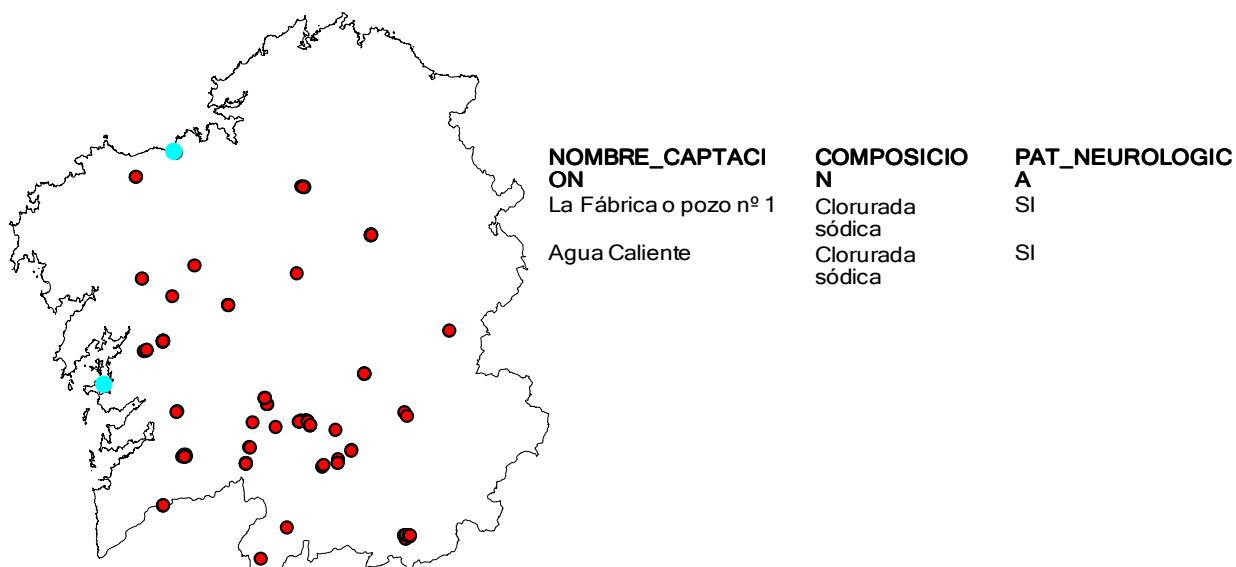 NOMBRE_CAPTACI COMPOSICIO PAT_NEUROLOGIC
ON N A
La Fábrica o pozo nº 1 Clorurada SI
sódica
Agua Caliente Clorurada SI
sódica